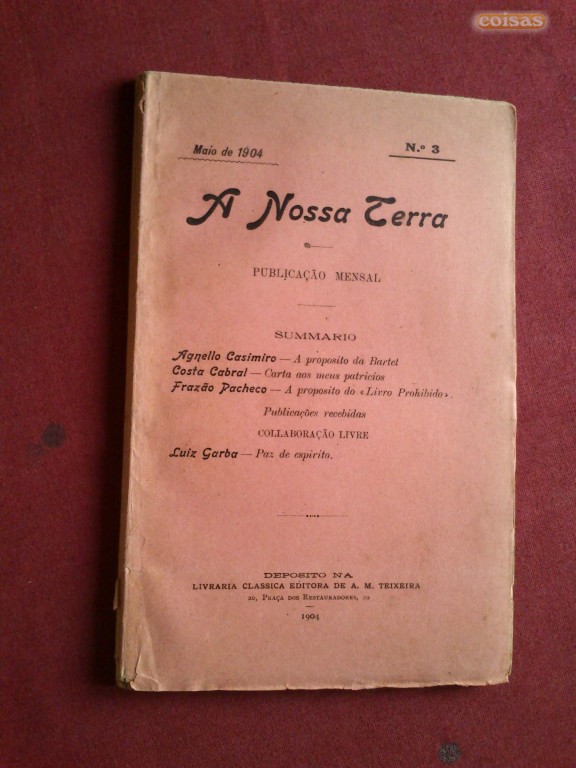 coisas
Maio de 1904
N.º 3
A Nossa Terra
PUBLICAÇÃO MENSAL
SUMMARIO
Agnello Casimiro — A proposito da Bartet
Costa Cabral — Carta aos meus patricios
Frazão Pacheco — A proposito do «Livro Prohibido».
Publicações recebidas
COLLABORAÇÃO LIVRE
Luiz Garba — Paz de espirito.
DEPOSITO NA
LIVRARIA CLASSICA EDITORA DE A. M. TEIXEIRA
20, PRAÇA DOS RESTAURADORES, 20
1904